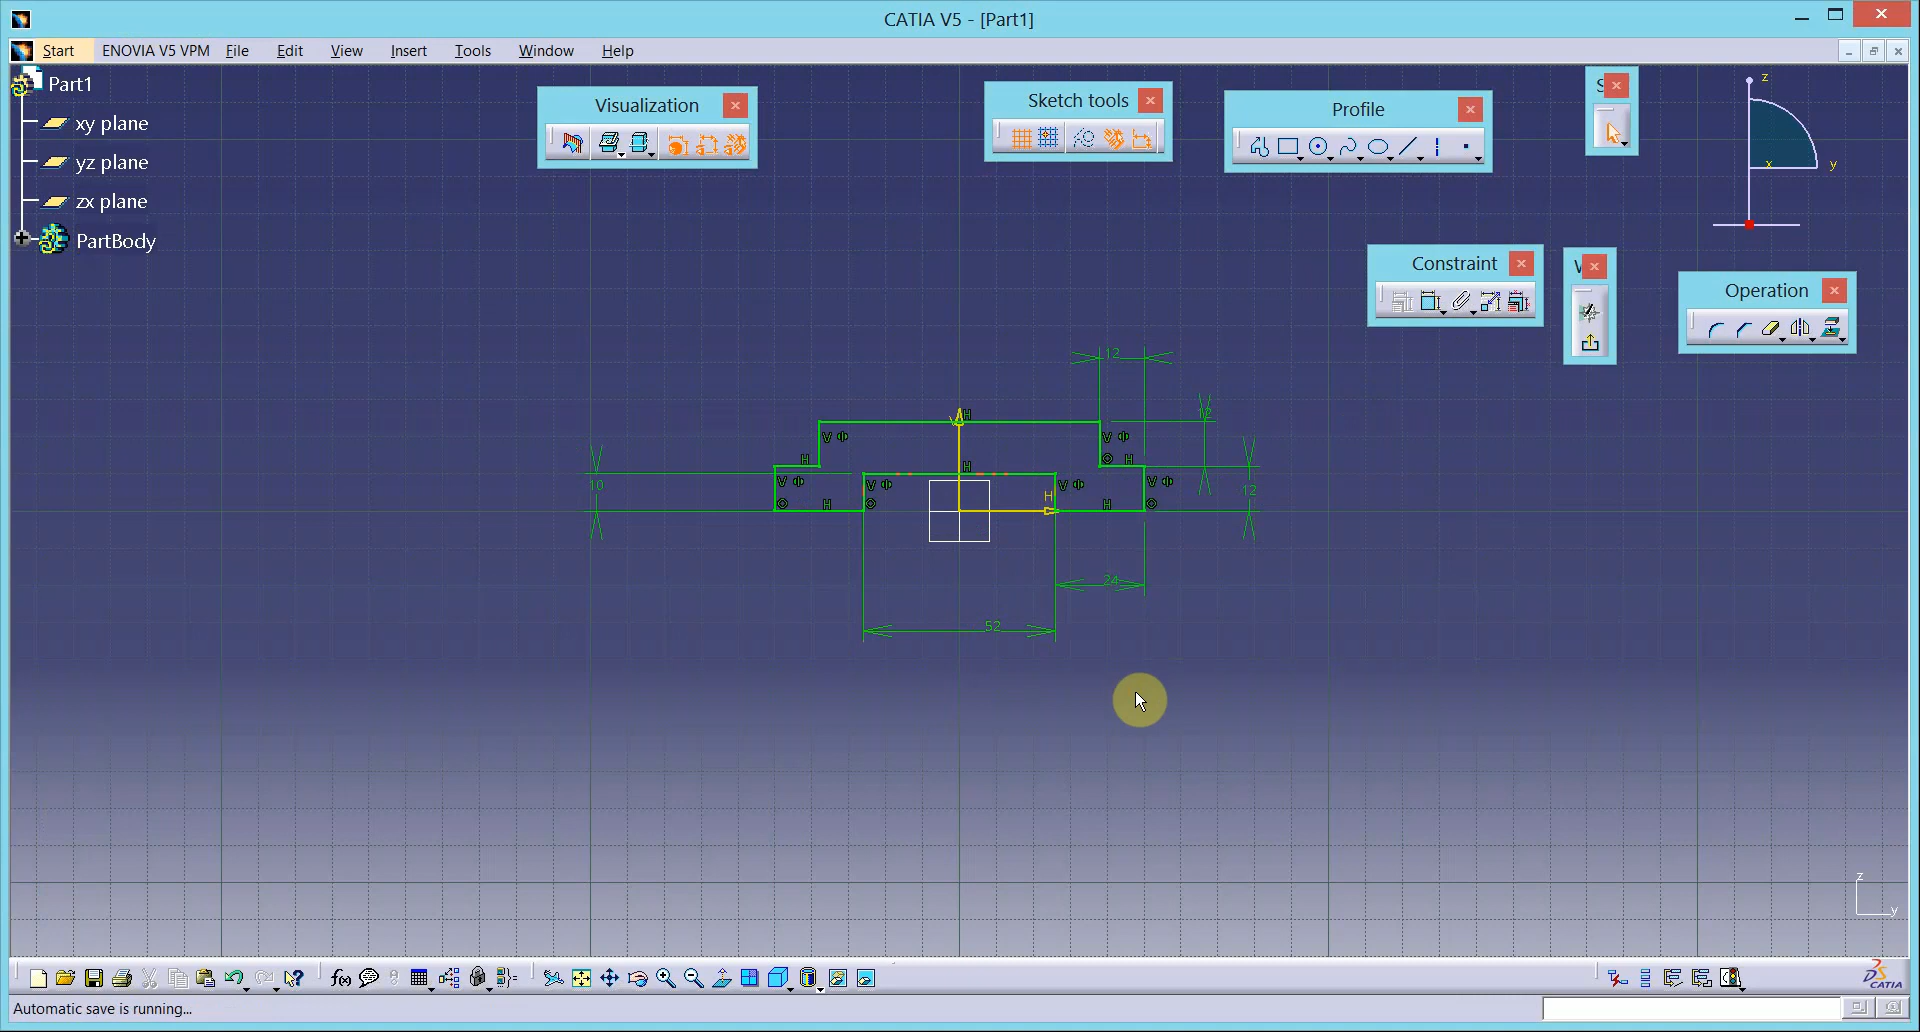 CATIA V5 - [Part1]
Start
ENOVIA V5 VPM
File
Edit
View
Insert
Tools
Window
Help
Part1
xy plane
yz plane
zx plane
PartBody
Visualization
Sketch tools
Profile
z
x
y
Constraint
Operation
12
H
V
V
12
H
H
H
V
V
V
V
10
H
12
H
H
24
52
z
y
f(x)
CATIA
Automatic save is running...